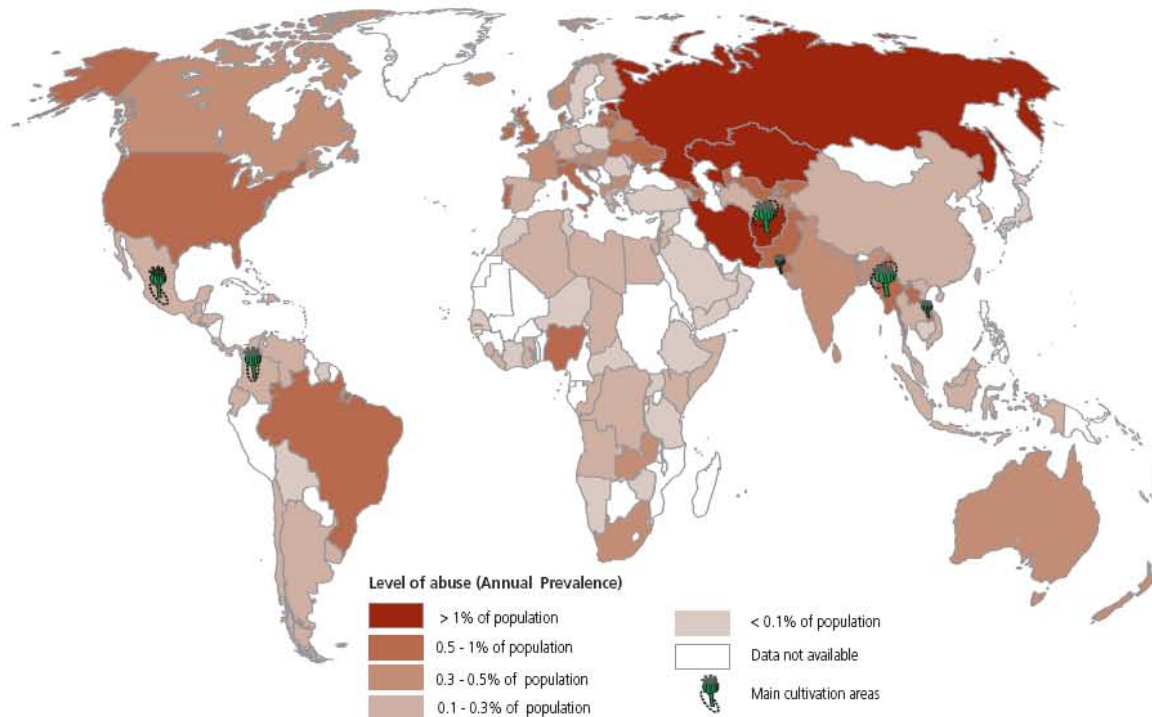 Level of abuse (Annual Prevalence)
> 1% of population
0.5 - 1% of population
0.3 - 0.5% of population
0.1 - 0.3% of population
< 0.1% of population
Data not available
Main cultivation areas